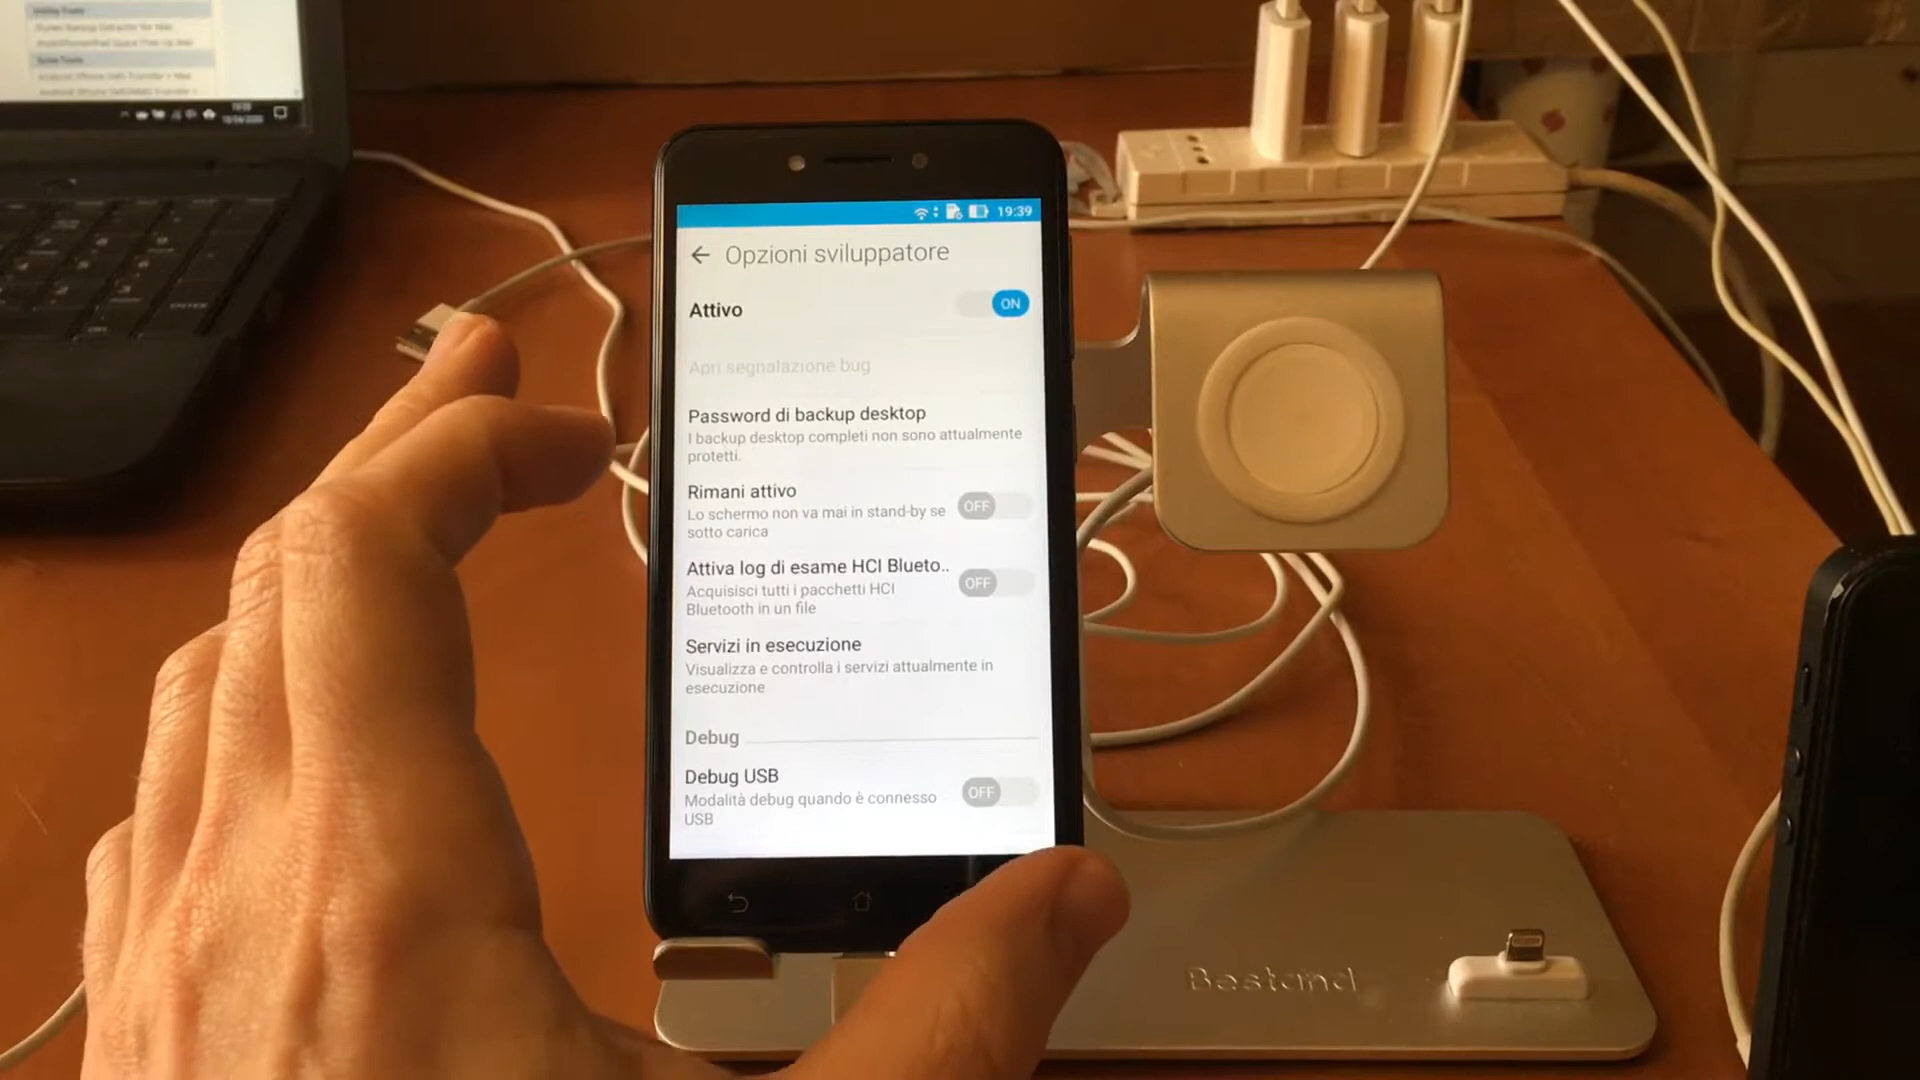 19:39
Opzioni sviluppatore
Attivo
ON
Apri segnalazione bug
Password di backup desktop
I backup desktop completi non sono attualmente
protetti.
Rimani attivo
OFF
Lo schermo non va mai in stand-by se
sotto carica
Attiva log di esame HCI Blueto..
OFF
Acquisisci tutti i pacchetti HCI
Bluetooth in un file
Servizi in esecuzione
Visualizza e controlla i servizi attualmente in
esecuzione
Debug
Debug USB
OFF
Modalità debug quando è connesso
USB
Bestand